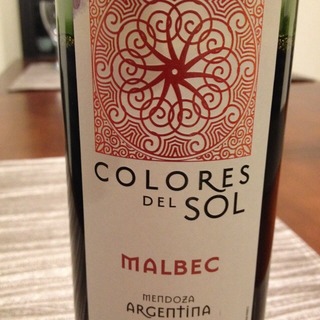 COLORES
DEL SOL
MALBEC
MENDOZA
ARGENTINA